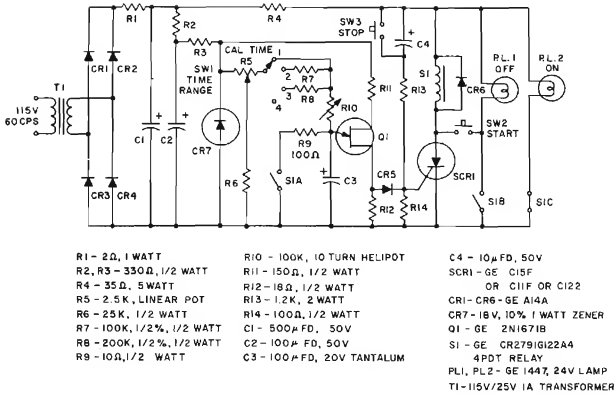 R1
R4
SW3
STOP
R2
C4
P.L.1
OFF
P.L.2
ON
CR1
CR2
R3
CAL TIME
1
SW1
TIME
RANGE
R5
2
R7
3
R8
4
R10
R11
R13
S1
CR6
T1
115V
60CPS
+
+
+
+
SW2
START
C1
C2
CR7
R9
100Ω
Q1
SCR1
CR3
CR4
R6
S1A
C3
CR5
R12
R14
S1B
S1C
R1 - 2Ω, 1 WATT
R2, R3 - 330Ω, 1/2 WATT
R4 - 35Ω, 5 WATT
R5 - 2.5K, LINEAR POT
R6 - 25K, 1/2 WATT
R7 - 100K, 1/2%, 1/2 WATT
R8 - 200K, 1/2%, 1/2 WATT
R9 - 10Ω, 1/2 WATT
R10 - 100K, 10 TURN HELIPOT
R11 - 150Ω, 1/2 WATT
R12 - 18Ω, 1/2 WATT
R13 - 1.2K, 2 WATT
R14 - 100Ω, 1/2 WATT
C1 - 500μFD, 50V
C2 - 100μ FD, 50V
C3 - 100μFD, 20V TANTALUM
C4 - 10μFD, 50V
SCR1 - GE C15F
OR C11F OR C122
CR1 - CR6 - GE A14A
CR7 - 18V, 10% 1 WATT ZENER
Q1 - GE 2N1671B
S1 - GE CR2791G122A4
4PDT RELAY
PL1, PL2 - GE 1447, 24V LAMP
T1 - 115V/25V 1A TRANSFORMER